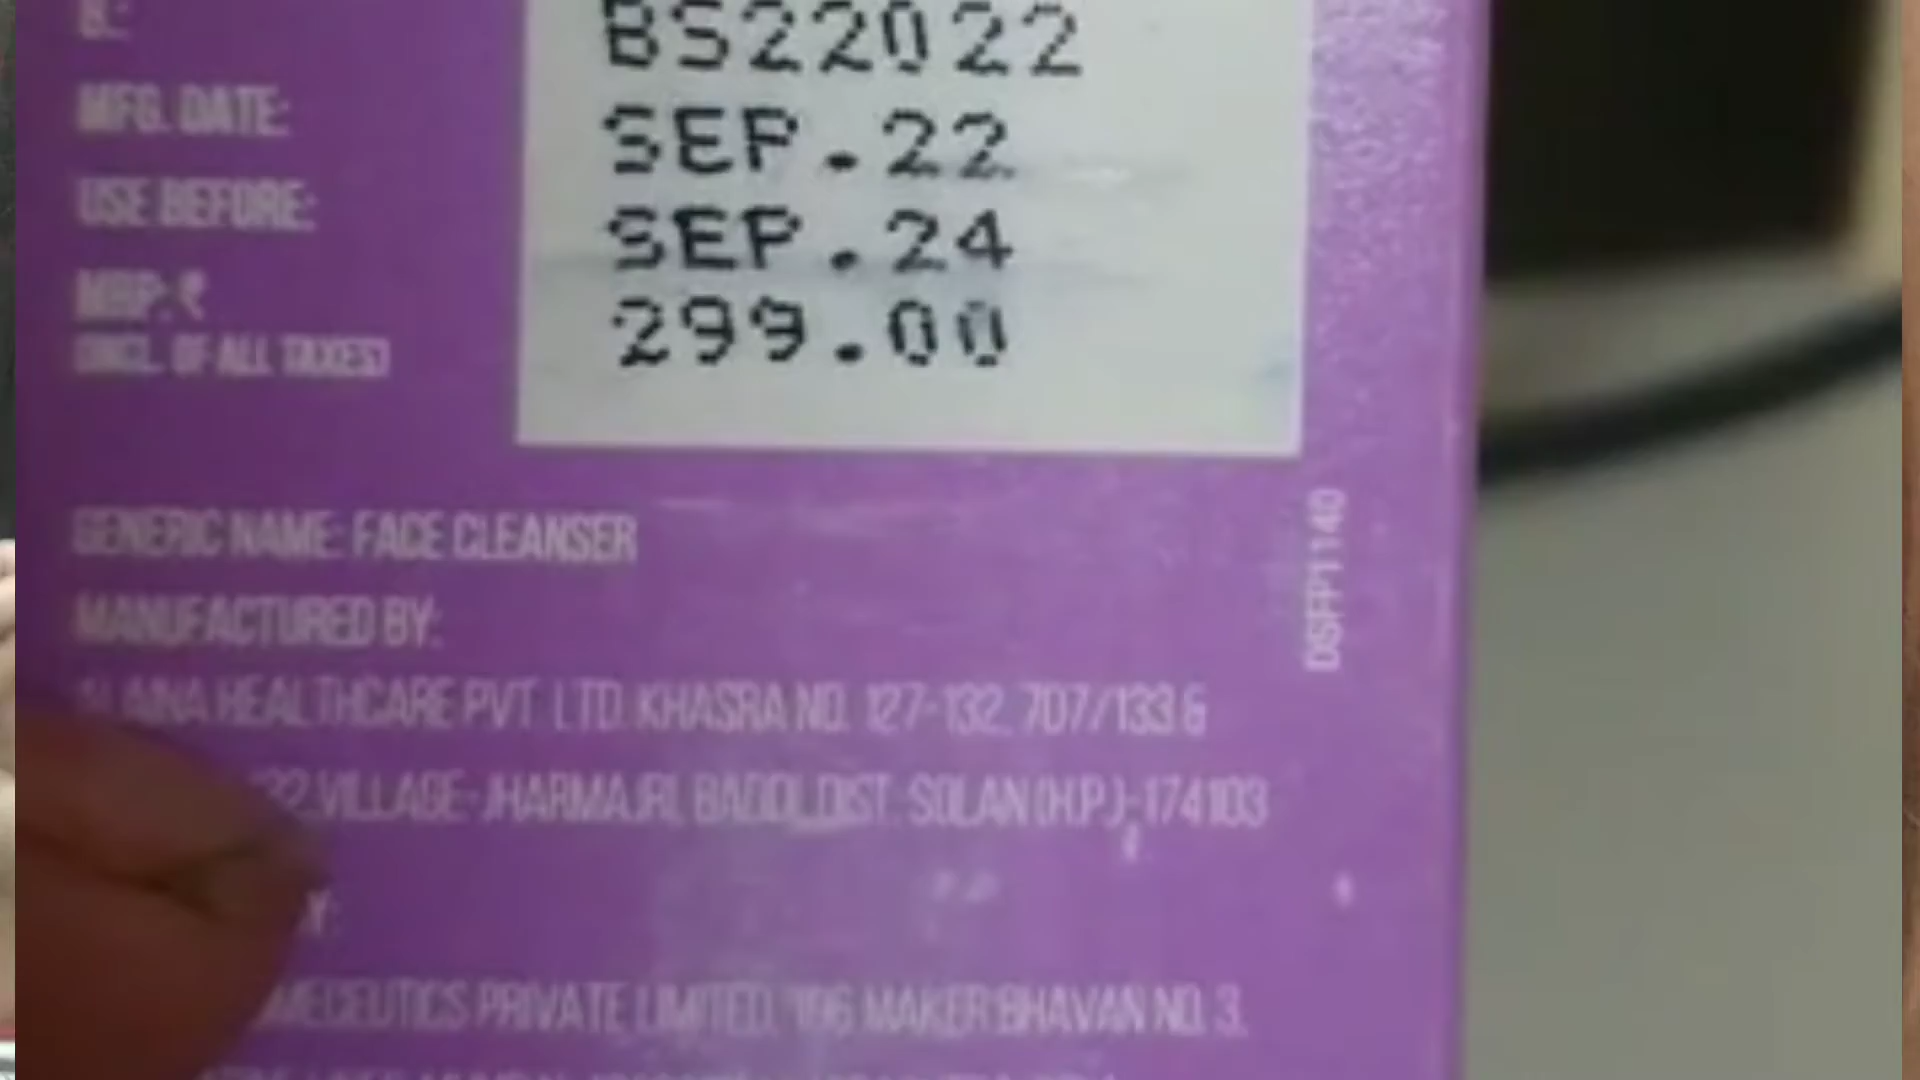 B.: BS22022
MFG. DATE: SEP.22
USE BEFORE: SEP.24
MRP: ₹ 299.00
(INCL. OF ALL TAXES)
GENERIC NAME: FACE CLEANSER
MANUFACTURED BY:
HEALTHCARE PVT. LTD. KHASRA NO. 127-132, 707/133 &
VILLAGE-JHARMAJRI, BADDI, DIST. SOLAN (H.P.)-174103
PRIVATE LIMITED, MAKER BHAVAN NO. 3,
DSFP1140